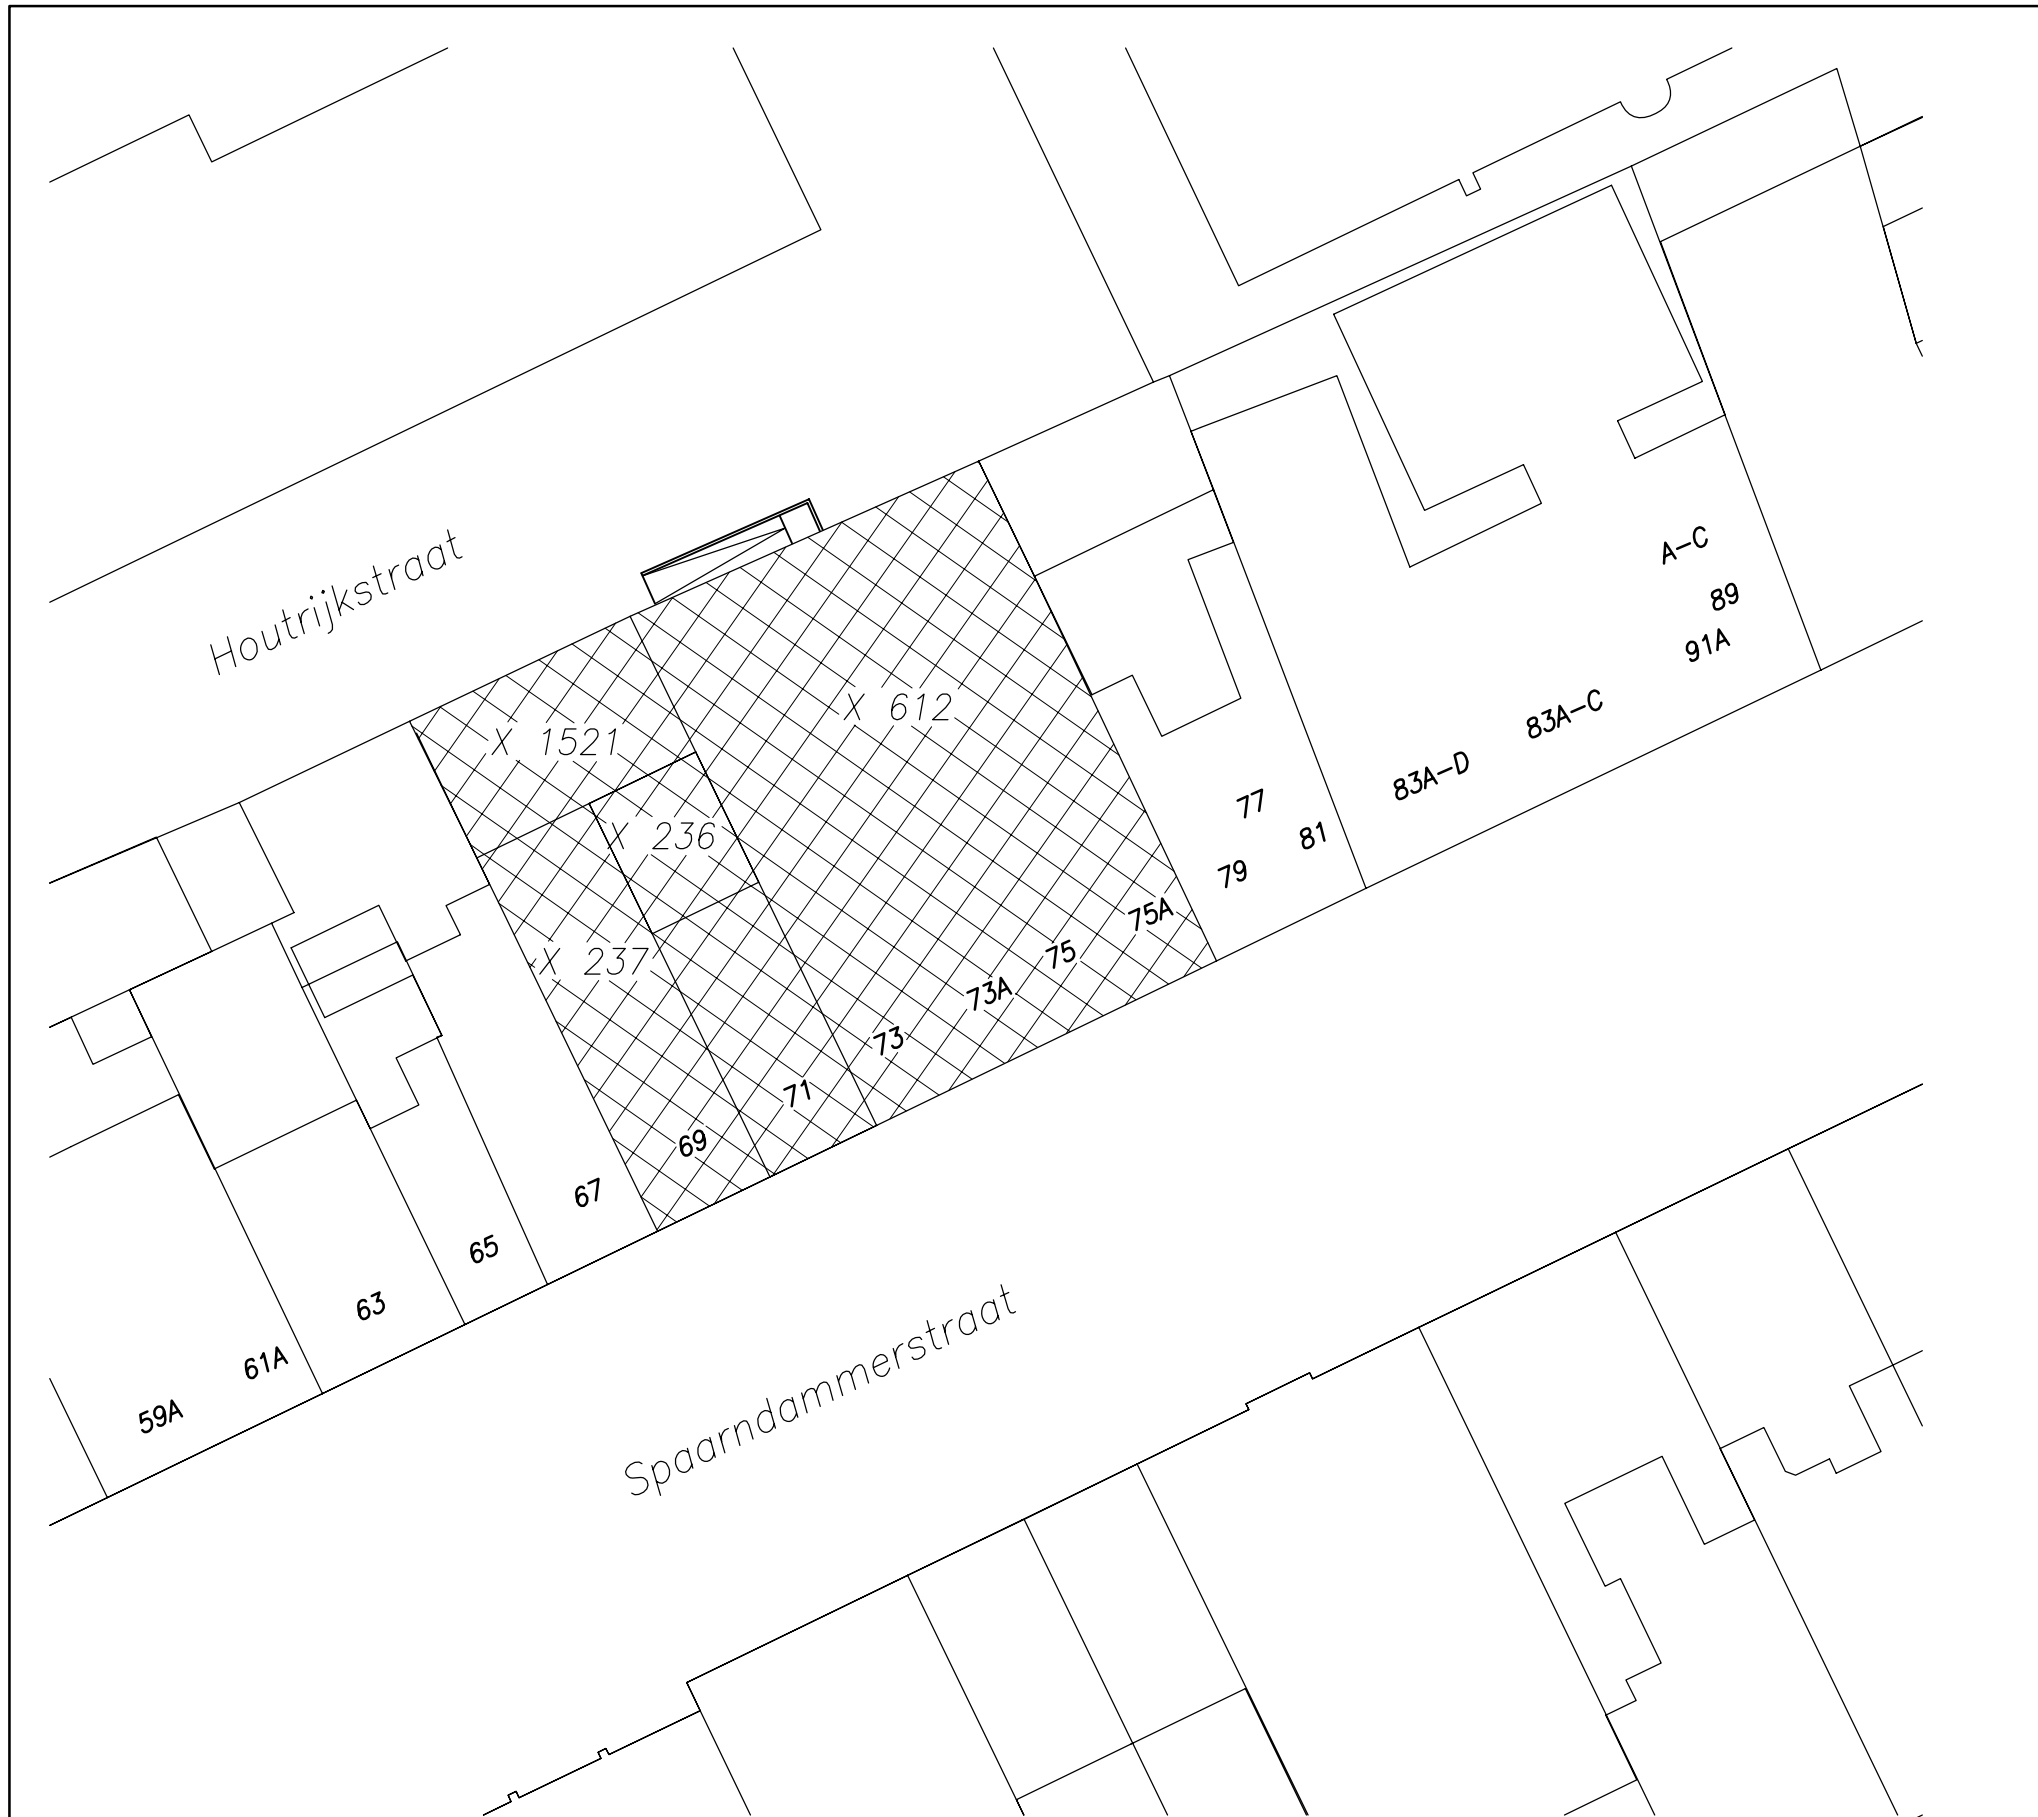 Houtrijkstraat
X 1521
X 612
X 236
X 237
A-C
89
91A
83A-C
83A-D
77
81
79
75A
75
73A
73
71
69
67
65
63
61A
59A
Spaarndammerstraat